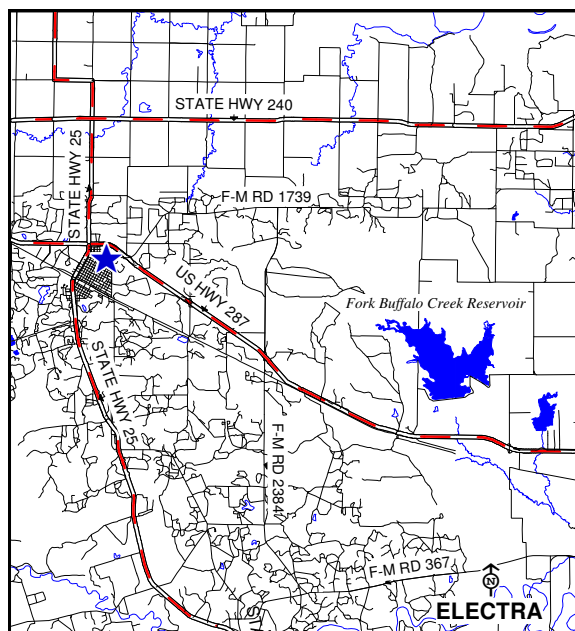 STATE HWY 240
STATE HWY 25
F-M RD 1739
US HWY 287
Fork Buffalo Creek Reservoir
STATE HWY 25
F-M RD 2384
F-M RD 367
N
ELECTRA